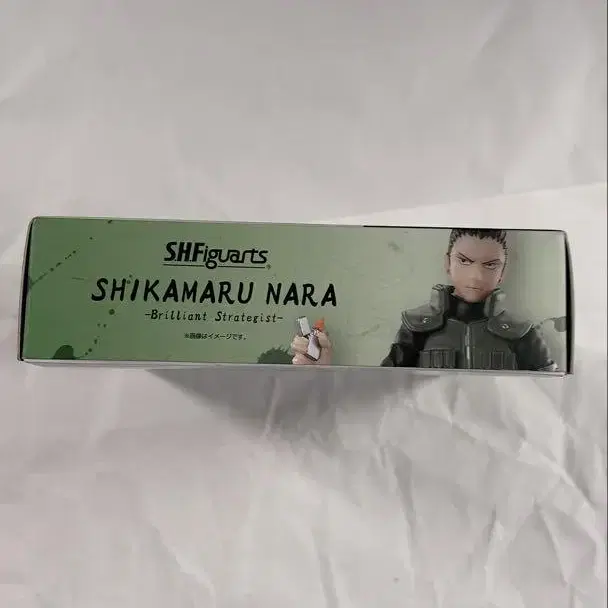 S.H.Figuarts
SHIKAMARU NARA
-Brilliant Strategist-
※画像はイメージです。